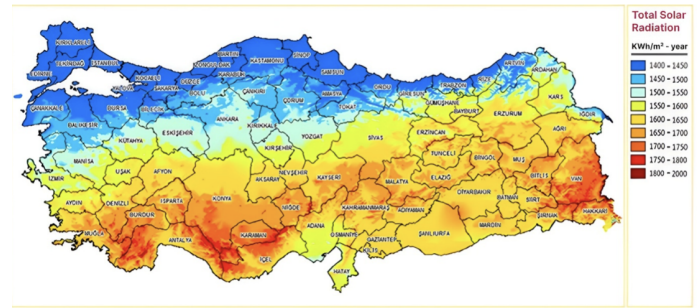 Total Solar
Radiation
KWh/m² - year
1400 ~ 1450
1450 - 1500
1500 - 1550
1550 - 1600
1600 - 1650
1650 - 1700
1700 - 1750
1750 - 1800
1800 - 2000
KIRKLARELİ
EDİRNE
TEKİRDAĞ
İSTANBUL
KOCAELİ
SAKARYA
DÜZCE
BOLU
ZONGULDAK
BARTIN
KARABÜK
KASTAMONU
SİNOP
SAMSUN
ÇANKIRI
ÇORUM
AMASYA
TOKAT
ORDU
GİRESUN
TRABZON
RİZE
ARTVİN
ARDAHAN
KARS
IĞDIR
GÜMÜŞHANE
BAYBURT
ERZURUM
AĞRI
ÇANAKKALE
BALIKESİR
BURSA
BİLECİK
KÜTAHYA
ESKİŞEHİR
ANKARA
KIRIKKALE
KIRŞEHİR
YOZGAT
SİVAS
ERZİNCAN
TUNCELİ
BİNGÖL
MUŞ
BİTLİS
VAN
MANİSA
İZMİR
UŞAK
AFYON
AYDIN
DENİZLİ
ISPARTA
BURDUR
MUĞLA
ANTALYA
KONYA
AKSARAY
NEVŞEHİR
NİĞDE
KAYSERİ
KARAMAN
İÇEL
ADANA
OSMANİYE
HATAY
KAHRAMANMARAŞ
MALATYA
ELAZIĞ
ADIYAMAN
GAZİANTEP
KİLİS
ŞANLIURFA
DİYARBAKIR
MARDİN
BATMAN
SİİRT
ŞIRNAK
HAKKARİ